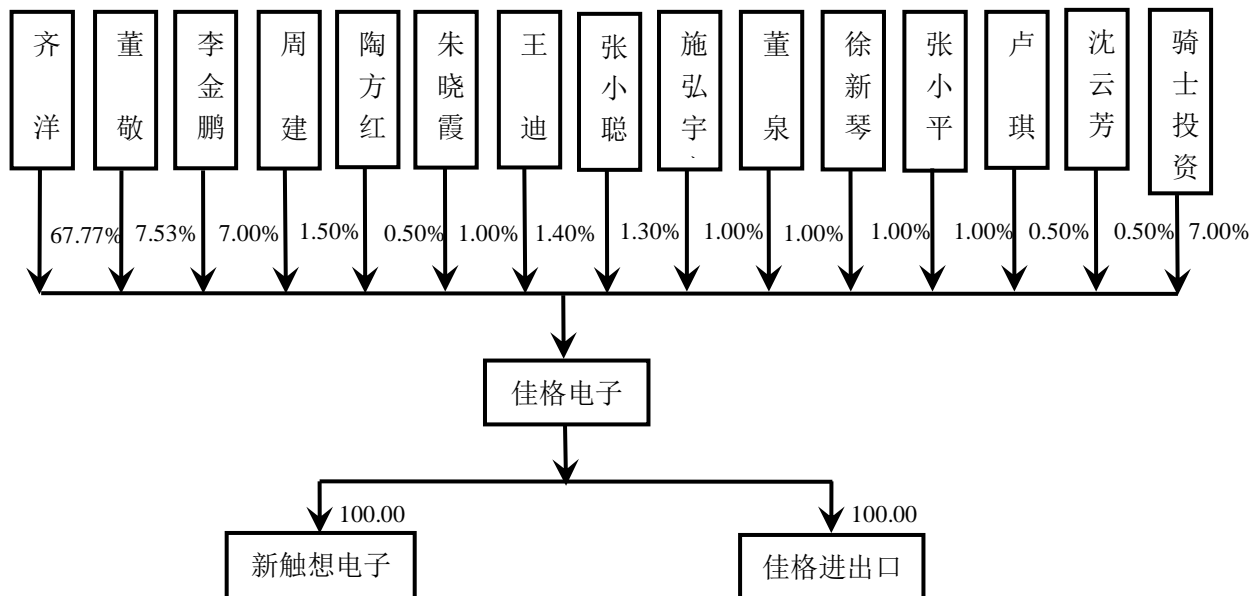 齐洋
董敬
李金鹏
周建
陶方红
朱晓霞
王迪
张小聪
施弘宇
董泉
徐新琴
张小平
卢琪
沈云芳
骑士投资
67.77%
7.53%
7.00%
1.50%
0.50%
1.00%
1.40%
1.30%
1.00%
1.00%
1.00%
1.00%
0.50%
0.50%
7.00%
佳格电子
100.00
100.00
新触想电子
佳格进出口